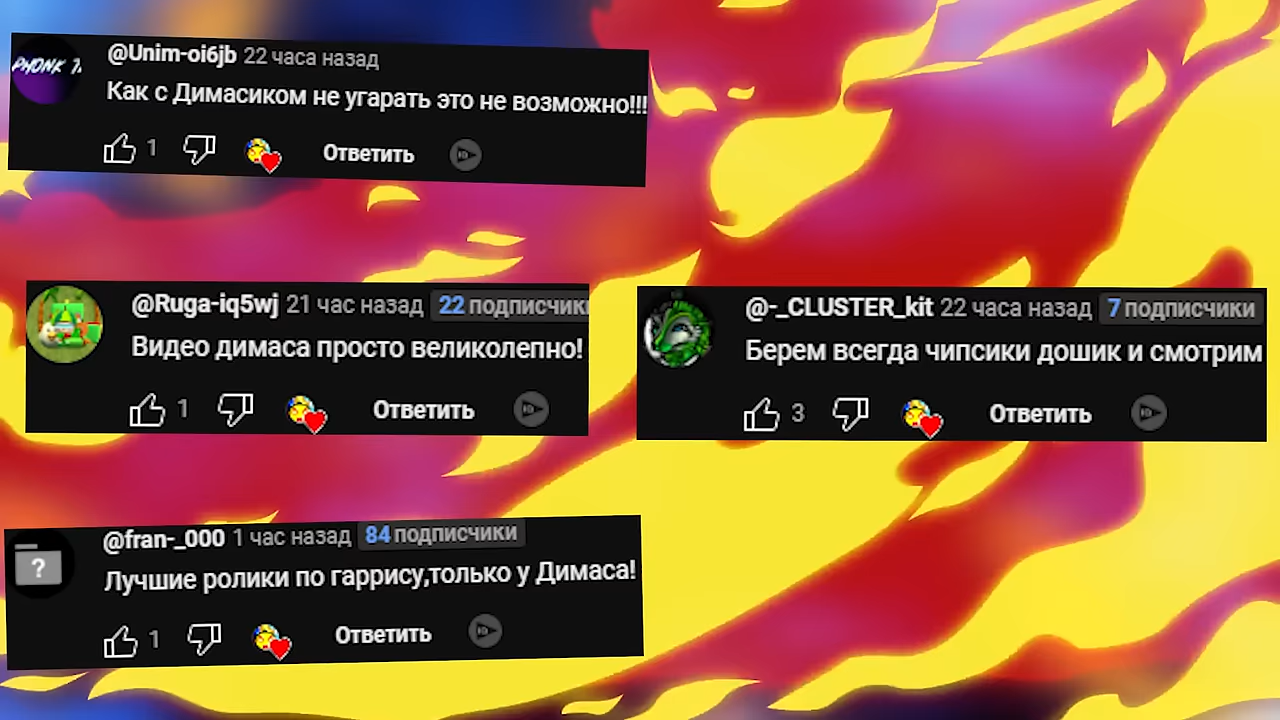 PHONK
@Unim-oi6jb 22 часа назад
Как с Димасиком не угарать это не возможно!!!
1 Ответить
@Ruga-iq5wj 21 час назад 22 подписчики
Видео димаса просто великолепно!
1 Ответить
@-_CLUSTER_kit 22 часа назад 7 подписчики
Берем всегда чипсики дошик и смотрим
3 Ответить
@fran-_000 1 час назад 84 подписчики
?
Лучшие ролики по гаррису,только у Димаса!
1 Ответить